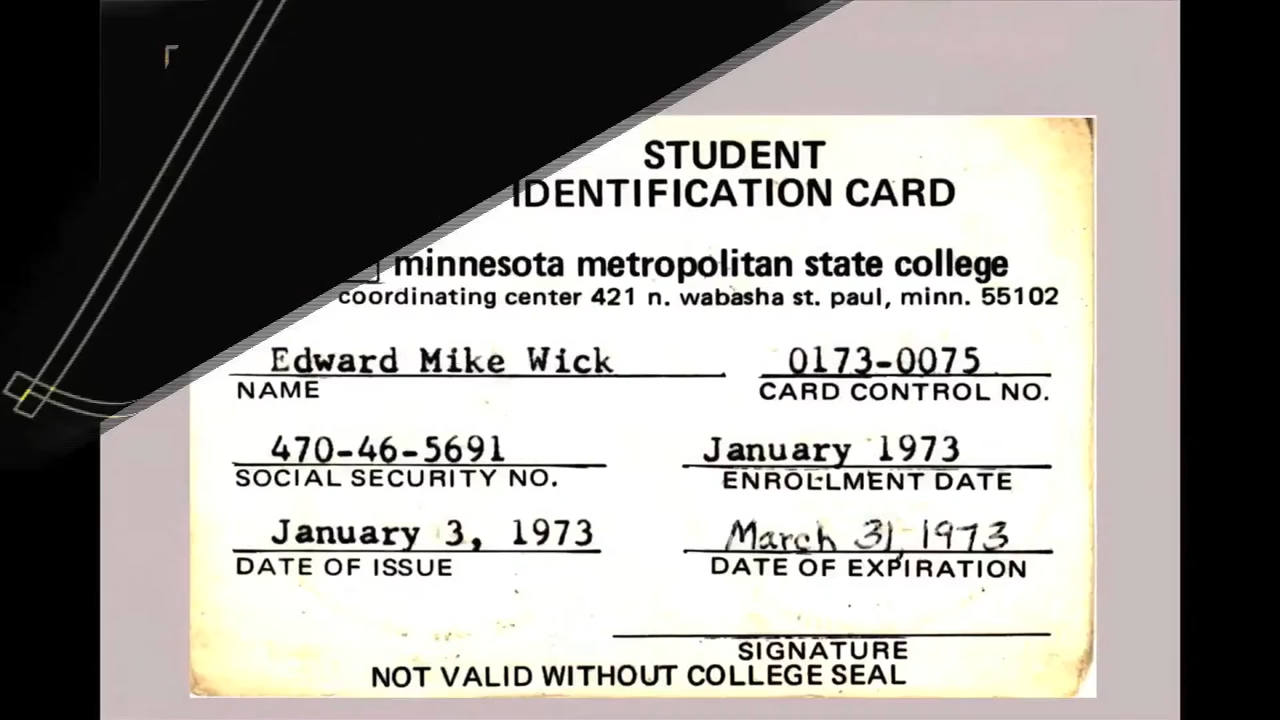 STUDENT
IDENTIFICATION CARD
minnesota metropolitan state college
coordinating center 421 n. wabasha st. paul, minn. 55102
Edward Mike Wick 0173-0075
NAME CARD CONTROL NO.
470-46-5691 January 1973
SOCIAL SECURITY NO. ENROLLMENT DATE
January 3, 1973 March 31, 1973
DATE OF ISSUE DATE OF EXPIRATION
SIGNATURE
NOT VALID WITHOUT COLLEGE SEAL